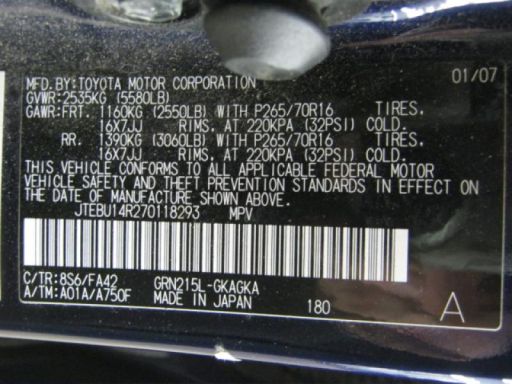 MFD.BY:TOYOTA MOTOR CORPORATION 01/07
GVWR:2535KG (5580LB)
GAWR:FRT. 1160KG (2550LB) WITH P265/70R16 TIRES,
16X7JJ RIMS, AT 220KPA (32PSI) COLD.
RR. 1390KG (3060LB) WITH P265/70R16 TIRES,
16X7JJ RIMS, AT 220KPA (32PSI) COLD.
THIS VEHICLE CONFORMS TO ALL APPLICABLE FEDERAL MOTOR
VEHICLE SAFETY AND THEFT PREVENTION STANDARDS IN EFFECT ON
THE DATE OF MANUFACTURE SHOWN ABOVE.
JTEBU14R270118293 MPV
C/TR:8S6/FA42 GRN215L-GKAGKA
A/TM:A01A/A750F MADE IN JAPAN 180 A